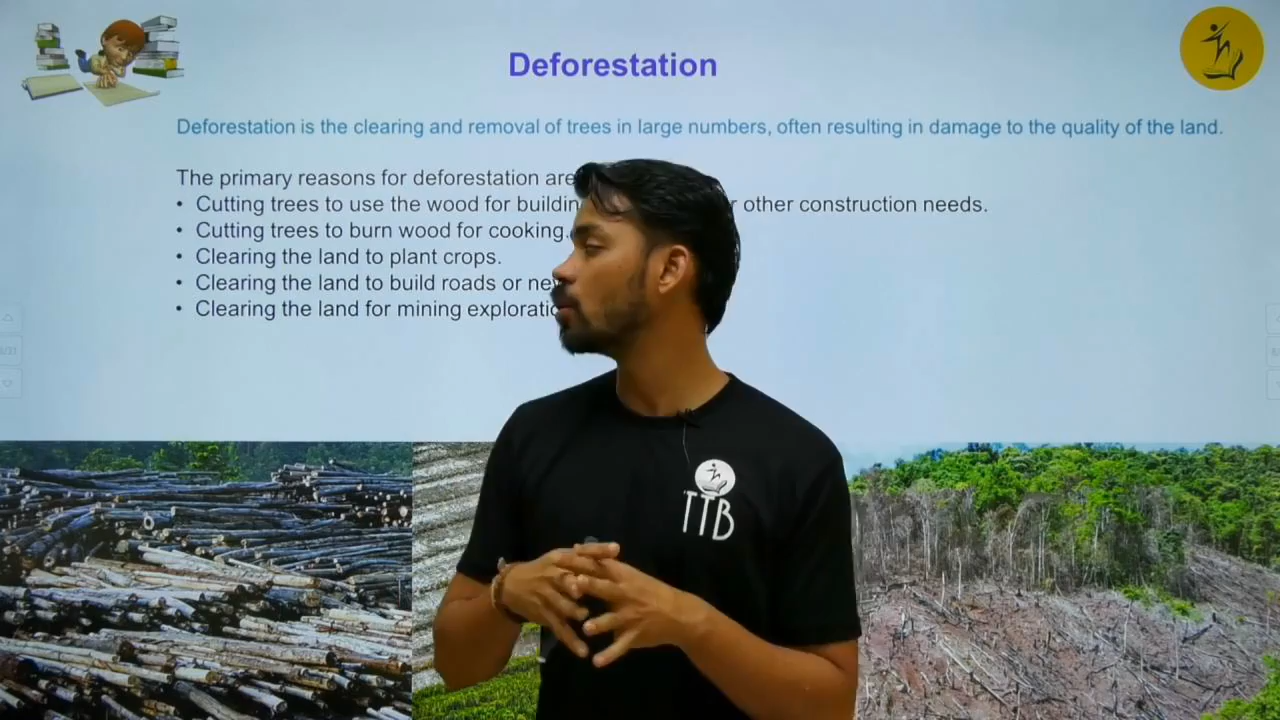 Deforestation
Deforestation is the clearing and removal of trees in large numbers, often resulting in damage to the quality of the land.
The primary reasons for deforestation are
• Cutting trees to use the wood for other construction needs.
• Cutting trees to burn wood for cooking.
• Clearing the land to plant crops.
• Clearing the land to build roads or
• Clearing the land for mining
TTB